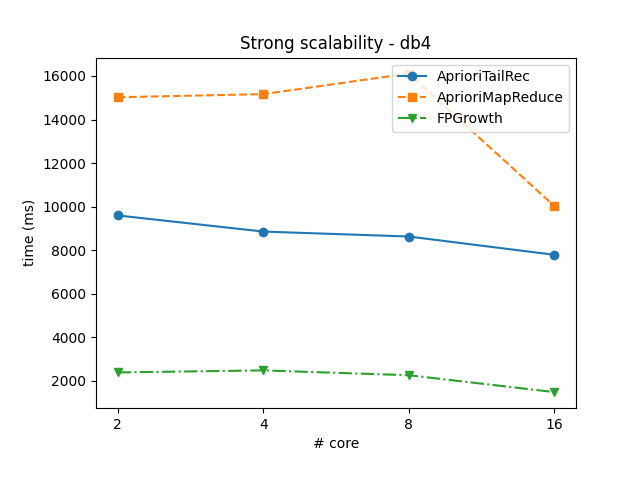 Strong scalability - db4
AprioriTailRec
AprioriMapReduce
FPGrowth
16000
14000
12000
10000
8000
6000
4000
2000
time (ms)
2 4 8 16
# core